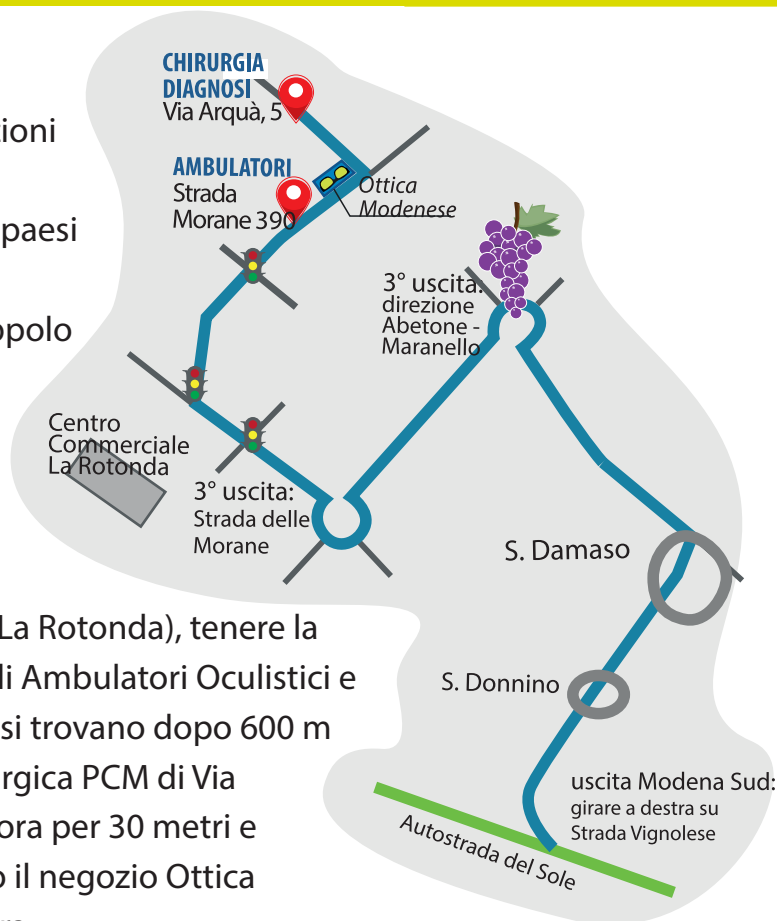 CHIRURGIA
DIAGNOSI
Via Arquà, 5
AMBULATORI
Strada
Morane 390
Ottica
Modenese
paesi
3° uscita:
direzione
Abetone -
Maranello
Centro
Commerciale
La Rotonda
3° uscita:
Strada delle
Morane
S. Damaso
La Rotonda), tenere la
li Ambulatori Oculistici e
si trovano dopo 600 m
S. Donnino
rgica PCM di Via
ora per 30 metri e
il negozio Ottica
uscita Modena Sud:
girare a destra su
Strada Vignolese
Autostrada del Sole